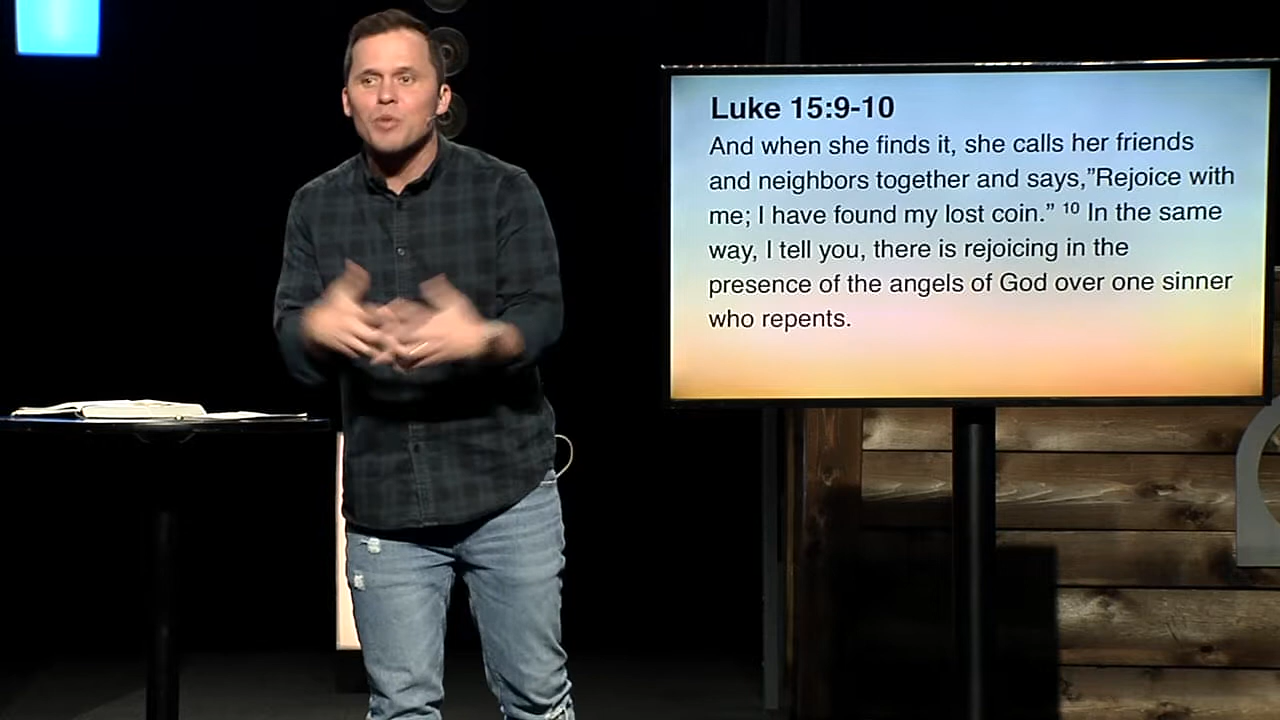 Luke 15:9-10
And when she finds it, she calls her friends
and neighbors together and says,”Rejoice with
me; I have found my lost coin.” ¹⁰ In the same
way, I tell you, there is rejoicing in the
presence of the angels of God over one sinner
who repents.